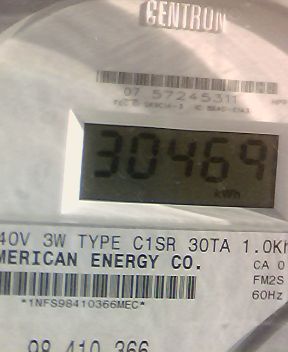 CENTRON
07 57245311
30469
kWh
40V 3W TYPE C1SR 30TA 1.0Kh
MERICAN ENERGY CO.
CA 0
FM2S
60Hz
*1NFS98410366MEC*
98 410 366